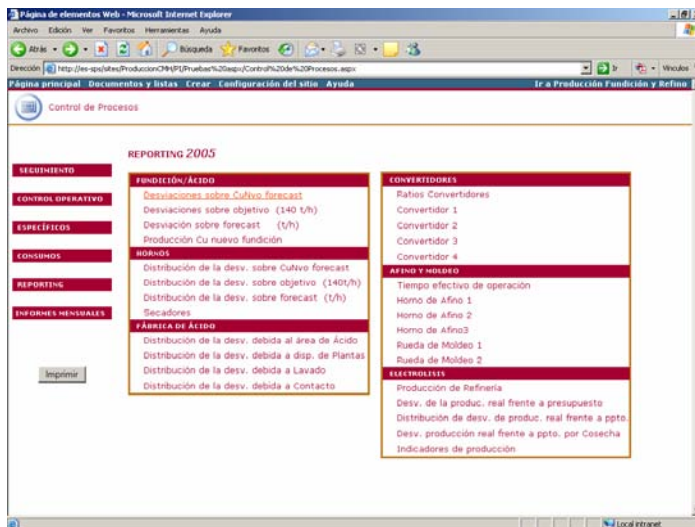 Página de elementos Web - Microsoft Internet Explorer
Archivo Edición Ver Favoritos Herramientas Ayuda
Atrás Búsqueda Favoritos
Dirección http://es-sps/sites/ProduccionCMH/PI/Pruebas%20aspx/Control%20de%20Procesos.aspx Ir Vínculos
Página principal Documentos y listas Crear Configuración del sitio Ayuda Ir a Producción Fundición y Refino
Control de Procesos
REPORTING 2005
SEGUIMIENTO
CONTROL OPERATIVO
ESPECÍFICOS
CONSUMOS
REPORTING
INFORMES MENSUALES
Imprimir
FUNDICIÓN/ÁCIDO
Desviaciones sobre CuNvo forecast
Desviaciones sobre objetivo (140 t/h)
Desviación sobre forecast (t/h)
Producción Cu nuevo fundición
HORNOS
Distribución de la desv. sobre CuNvo forecast
Distribución de la desv. sobre objetivo (140t/h)
Distribución de la desv. sobre forecast (t/h)
Secadores
FÁBRICA DE ÁCIDO
Distribución de la desv. debida al área de Ácido
Distribución de la desv. debida a disp. de Plantas
Distribución de la desv. debida a Lavado
Distribución de la desv. debida a Contacto
CONVERTIDORES
Ratios Convertidores
Convertidor 1
Convertidor 2
Convertidor 3
Convertidor 4
AFINO Y MOLDEO
Tiempo efectivo de operación
Horno de Afino 1
Horno de Afino 2
Horno de Afino3
Rueda de Moldeo 1
Rueda de Moldeo 2
ELECTROLISIS
Producción de Refinería
Desv. de la produc. real frente a presupuesto
Distribución de desv. de produc. real frente a ppto.
Desv. producción real frente a ppto. por Cosecha
Indicadores de producción
Local intranet